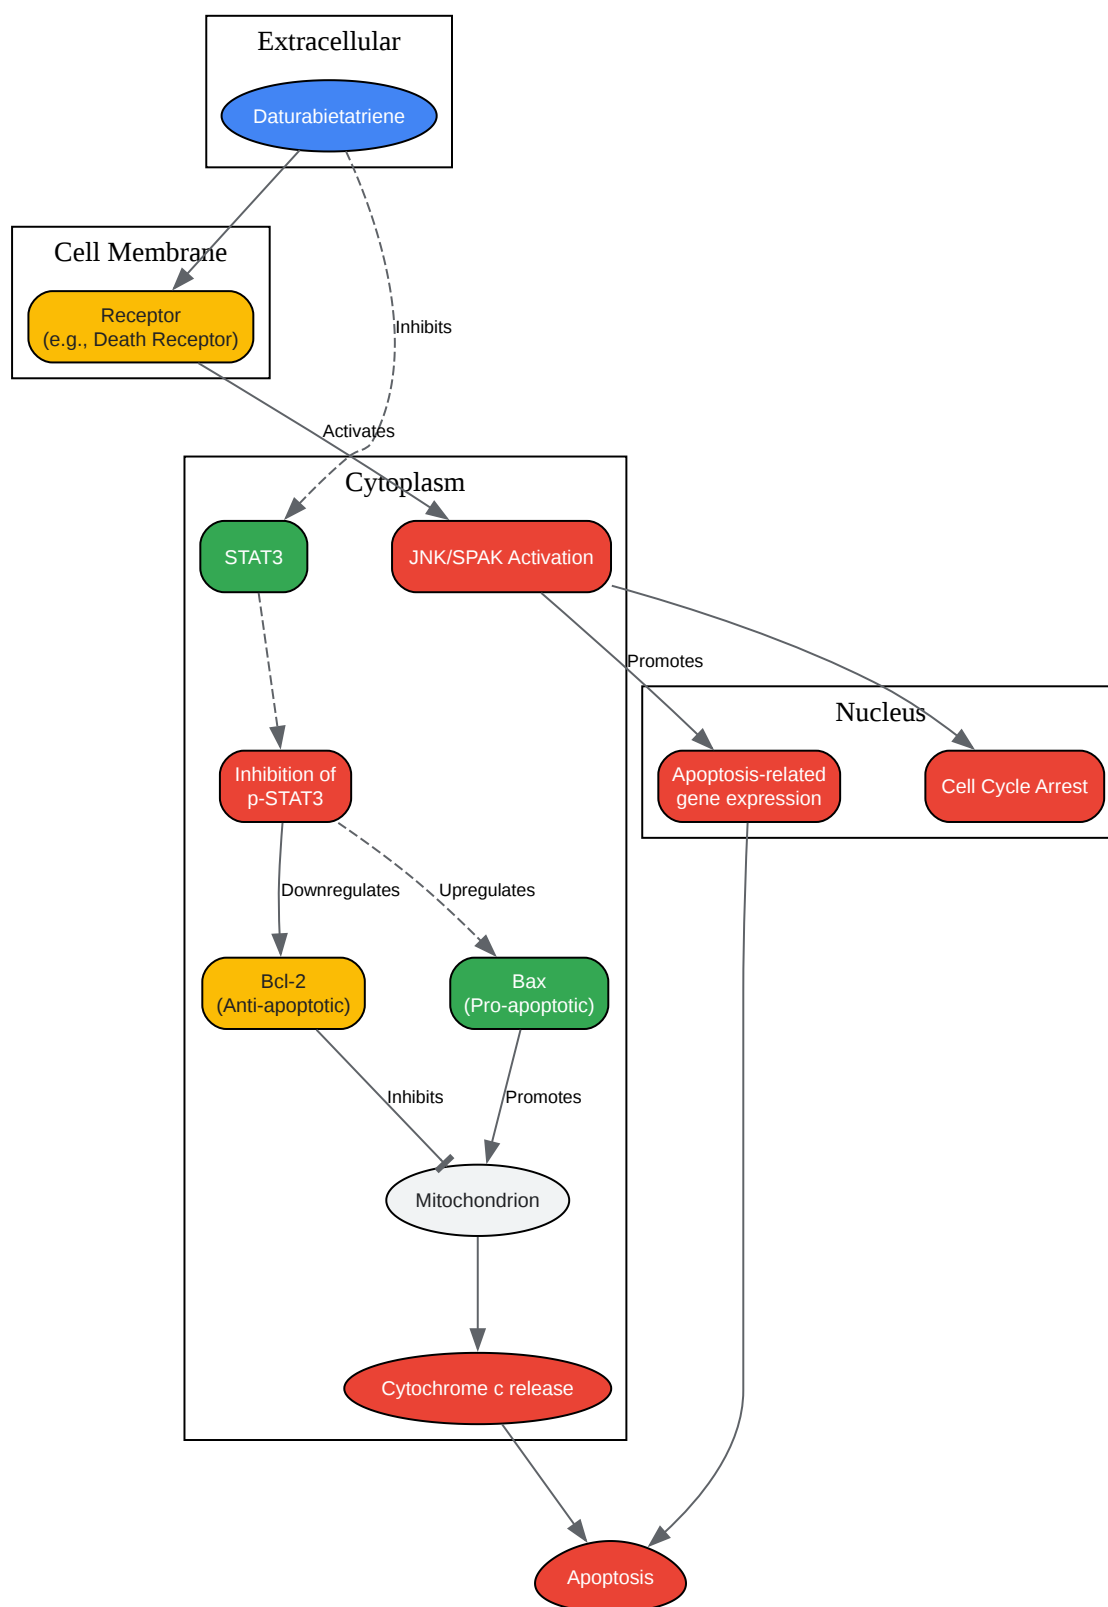 Extracellular
Daturabietatriene
Cell Membrane
Receptor
(e.g., Death Receptor)
Inhibits
Activates
Cytoplasm
STAT3
JNK/SPAK Activation
Promotes
Nucleus
Inhibition of
p-STAT3
Apoptosis-related
gene expression
Cell Cycle Arrest
Downregulates
Upregulates
Bcl-2
(Anti-apoptotic)
Bax
(Pro-apoptotic)
Inhibits
Promotes
Mitochondrion
Cytochrome c release
Apoptosis